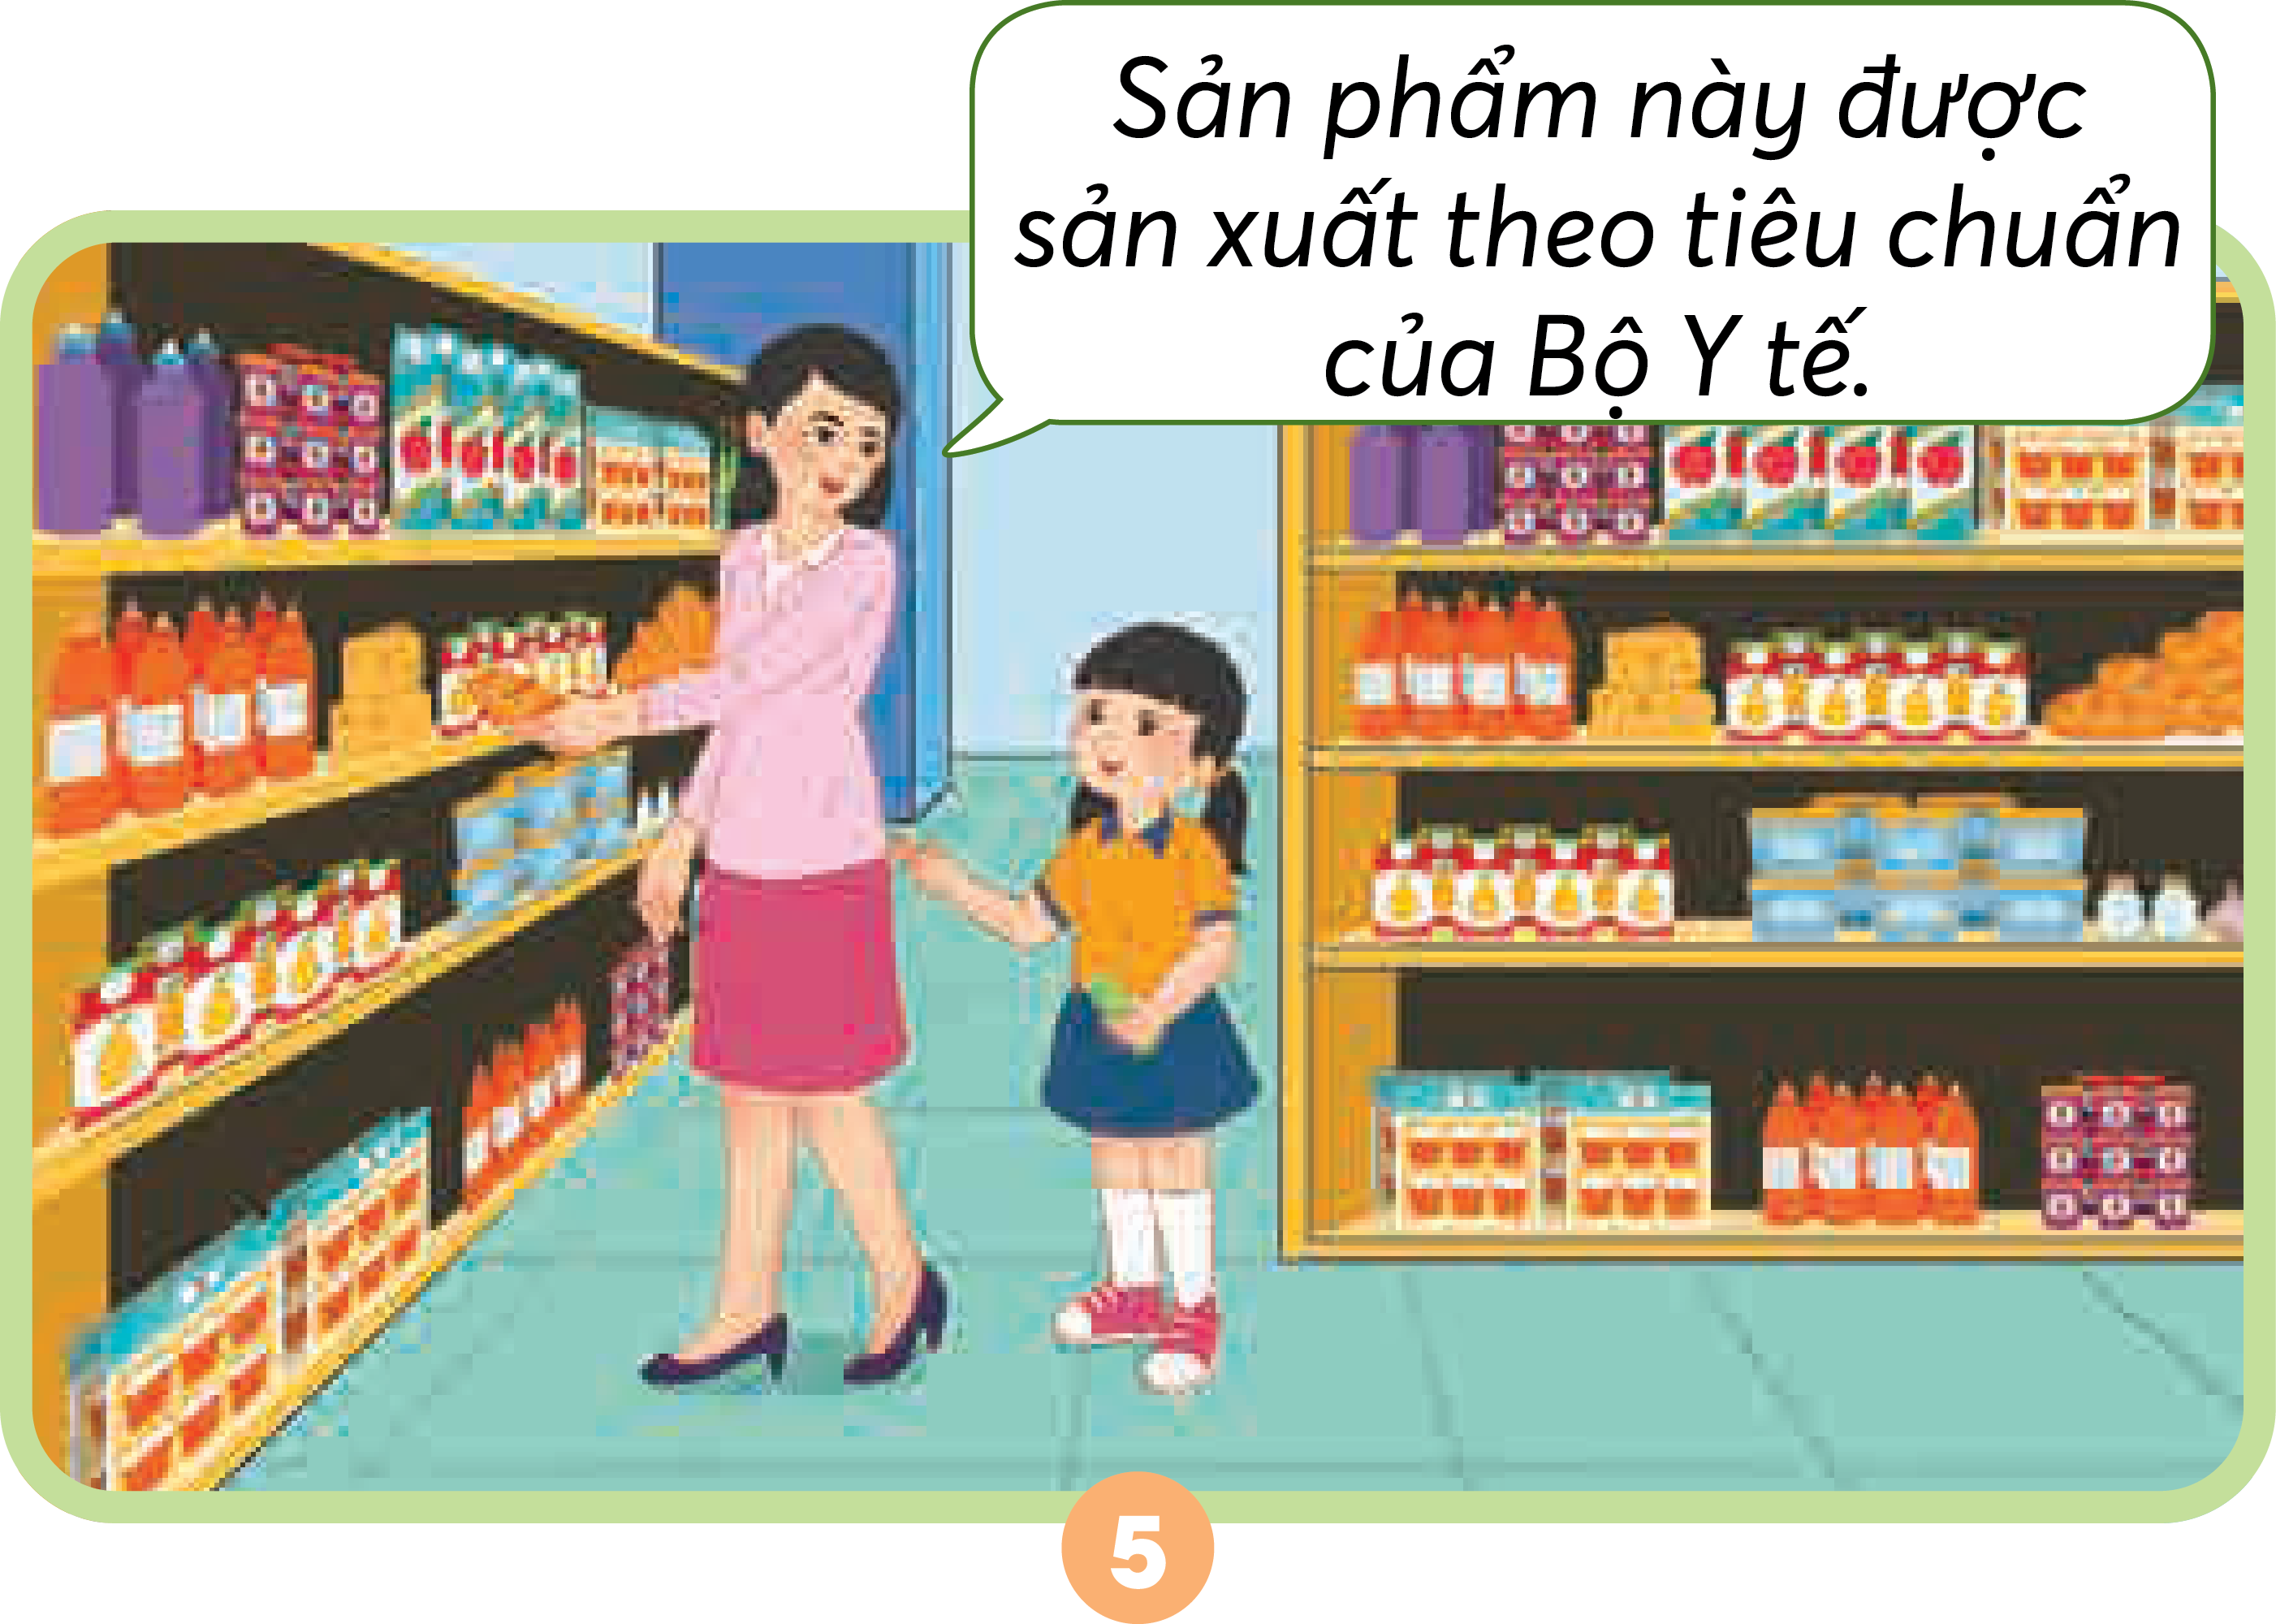 Sản phẩm này được
sản xuất theo tiêu chuẩn
của Bộ Y tế.
5